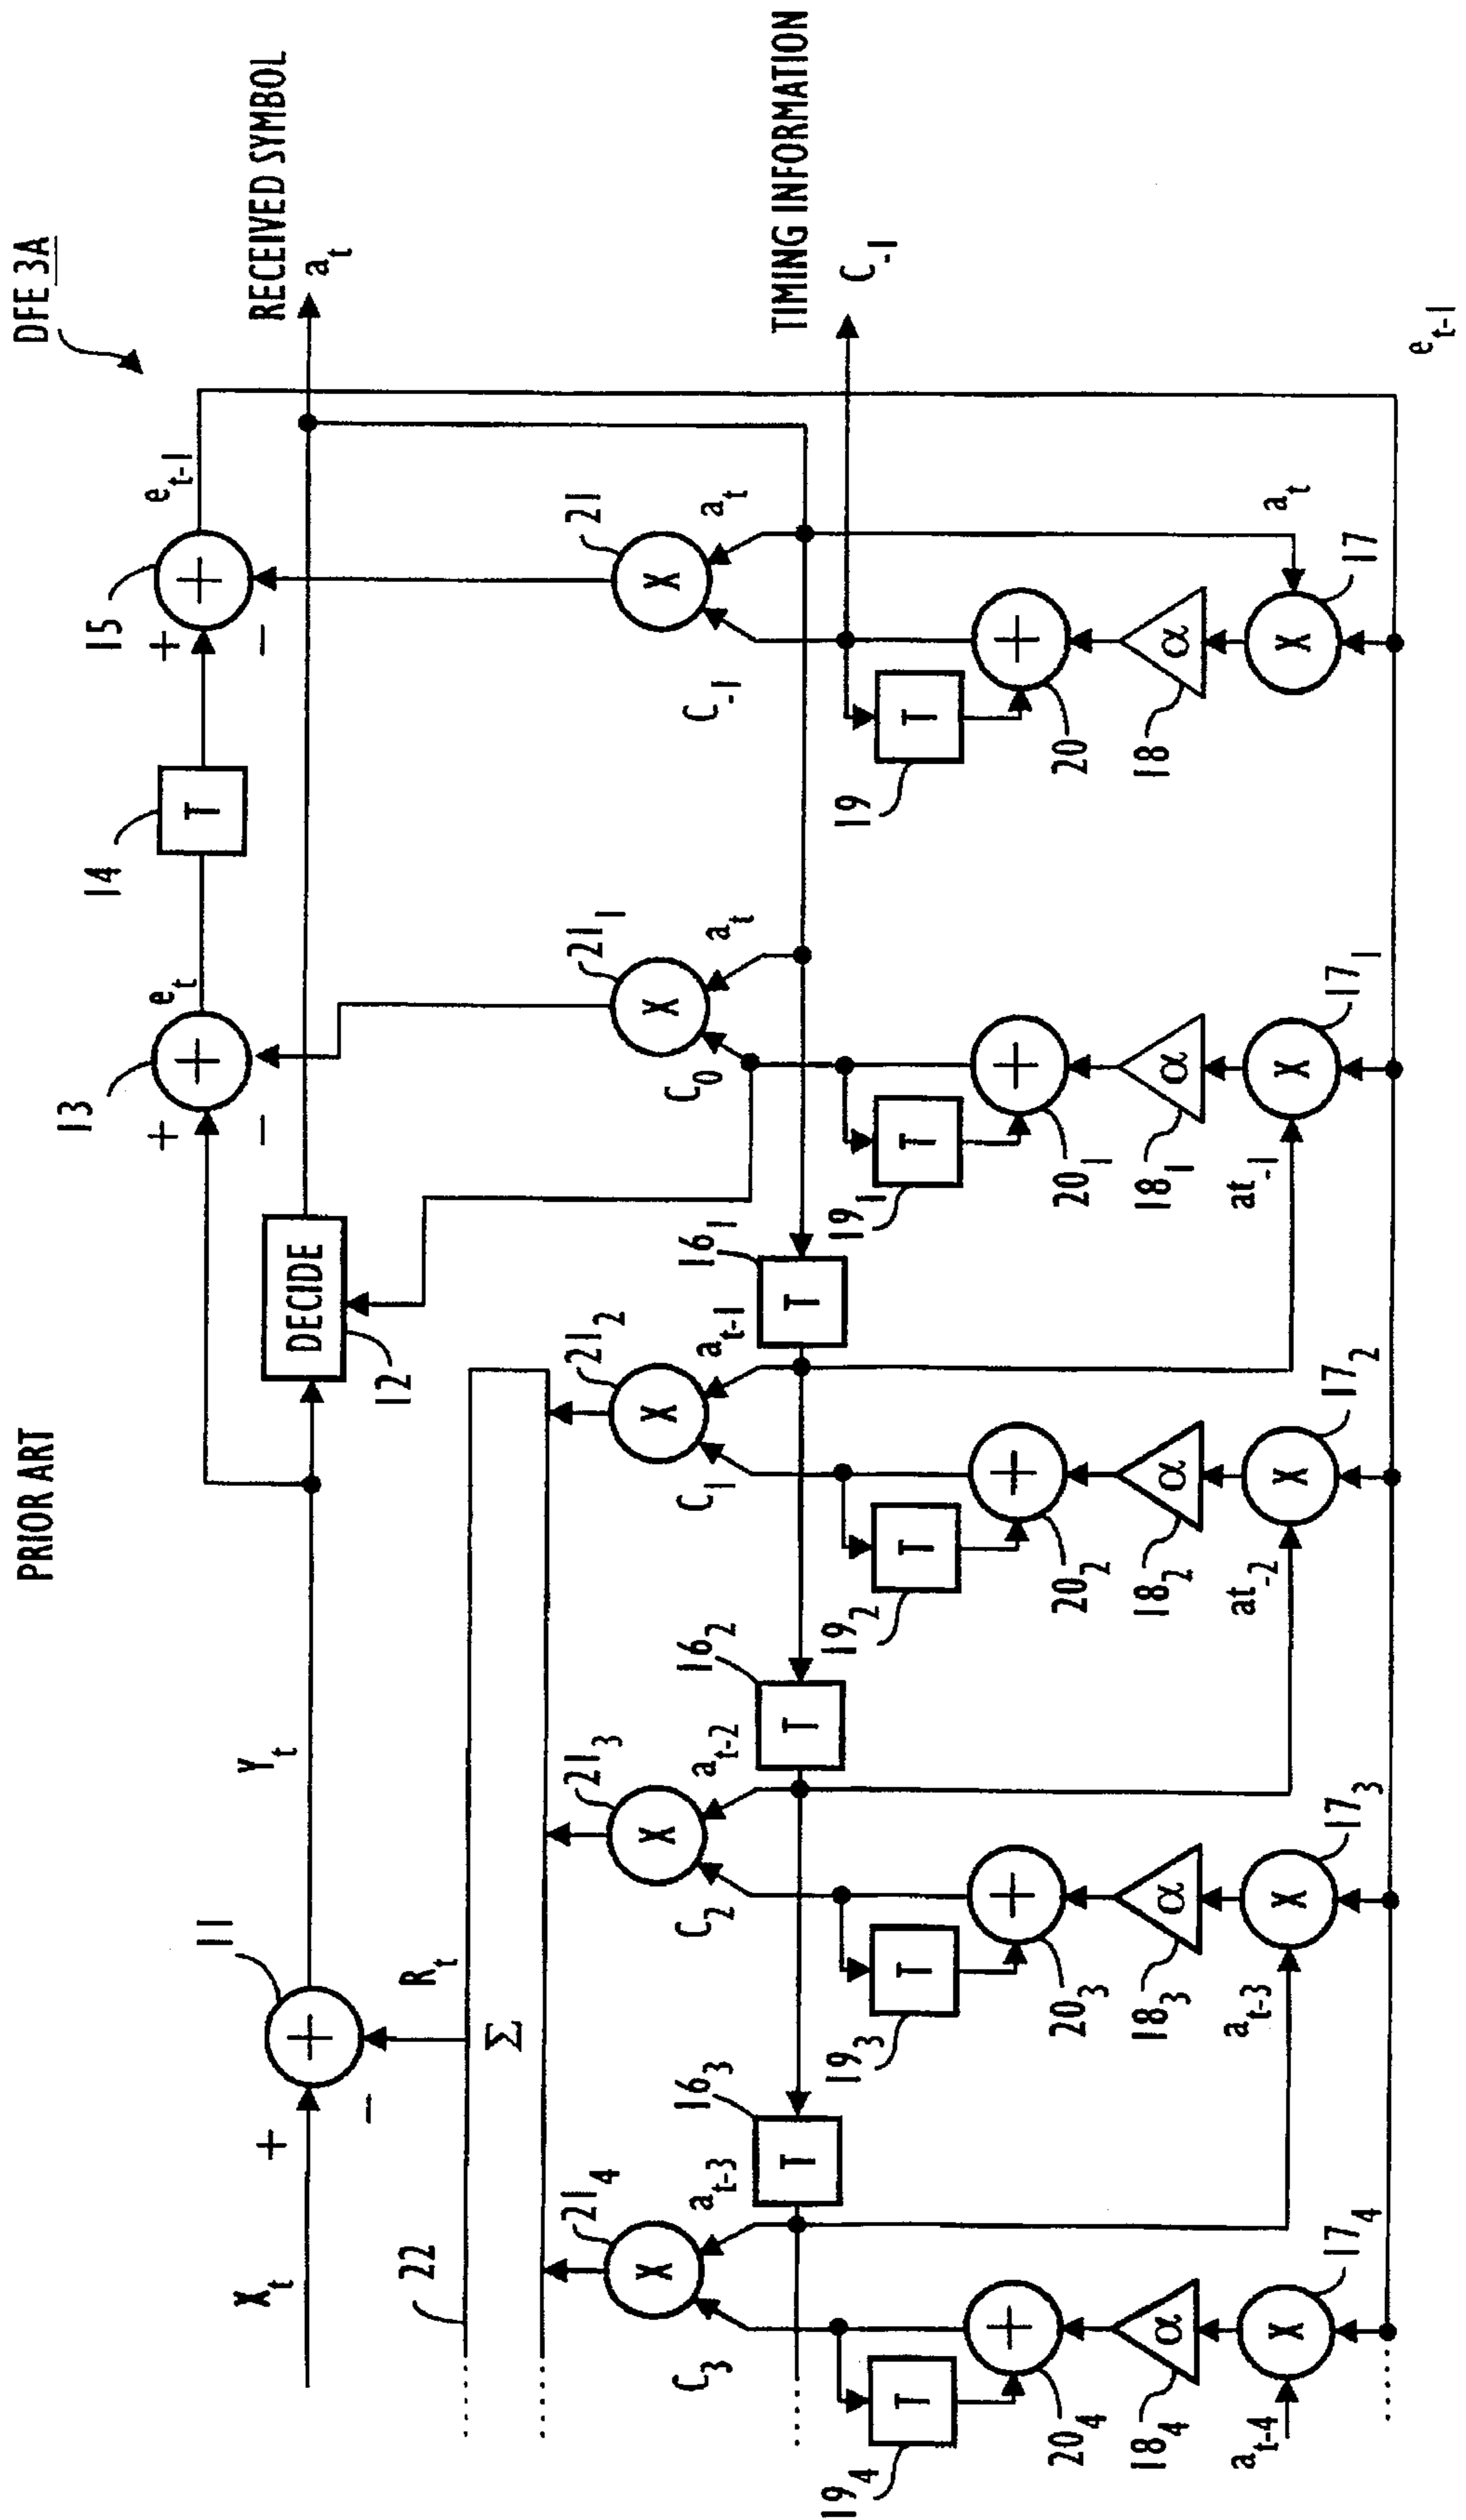 PRIOR ART
DFE 3A
13
e_t
14
T
15
e_t-1
+
+
+
−
+
+
−
X_t
+
−
11
+
Y_t
DECIDE
12
RECEIVED SYMBOL
a_t
22
R_t
Σ
21_4
X
a_t-3
C_3
21_3
X
a_t-2
C_2
21_2
X
a_t-1
C_1
21_1
X
a_t
C_0
21
X
a_t
C_-1
16_3
T
16_2
T
16_1
T
TIMING INFORMATION
C_-1
19_4
T
19_3
T
19_2
T
19_1
T
19
T
+
20_4
+
20_3
+
20_2
+
20_1
+
20
α
18_4
α
18_3
α
18_2
α
18_1
α
18
a_t-4
X
17_4
a_t-3
X
17_3
at_-2
X
17_2
at_-1
X
17_1
a_t
X
17
e_t-1